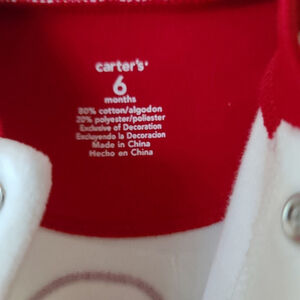 carter's
6
months
80% cotton/algodon
20% polyester/poliester
Exclusive of Decoration
Excluyendo la Decoracion
Made in China
Hecho en China